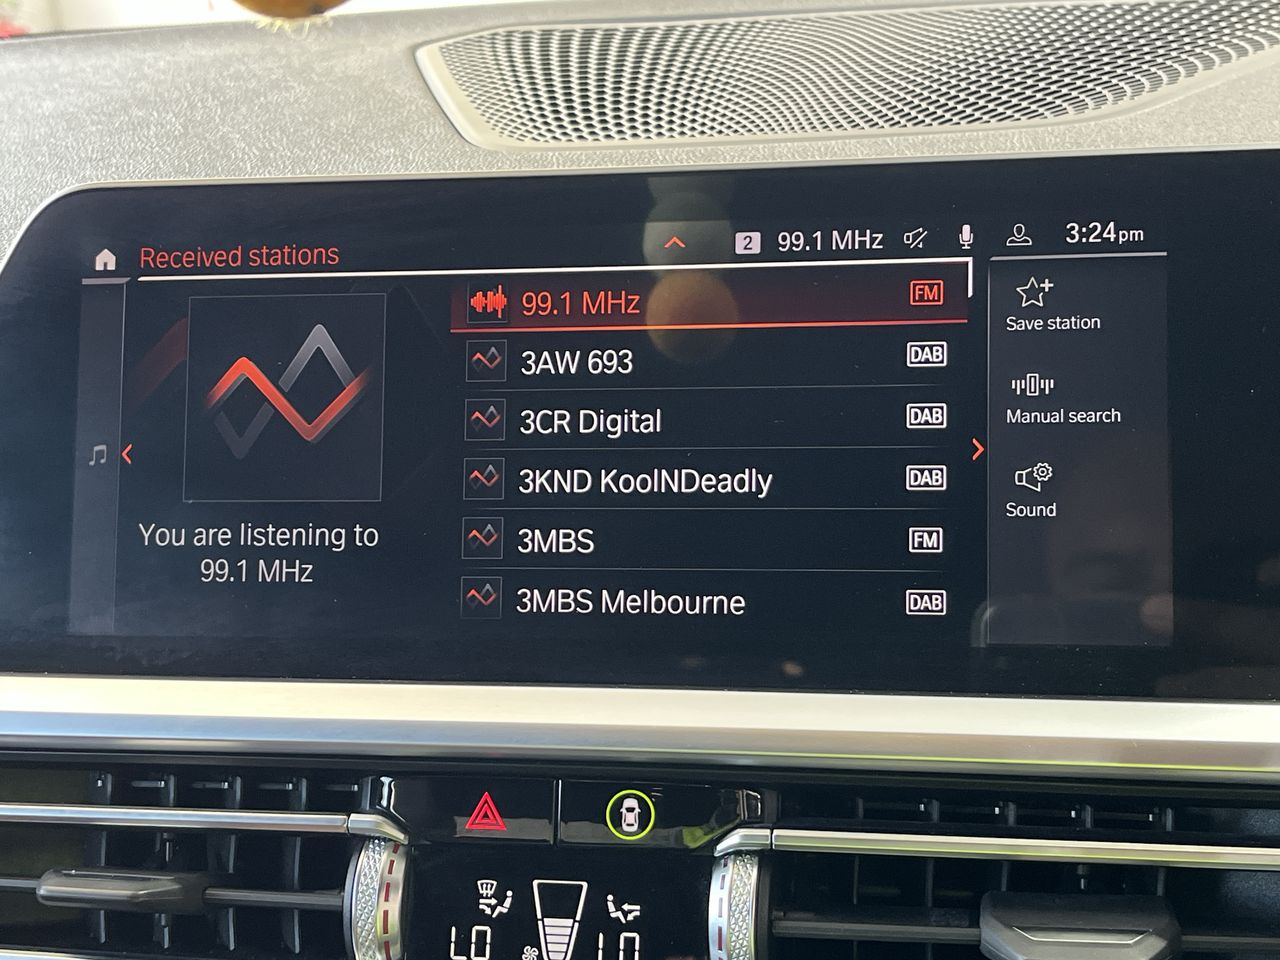 Received stations
2 99.1 MHz
3:24pm
99.1 MHz FM
3AW 693 DAB
3CR Digital DAB
3KND KoolNDeadly DAB
3MBS FM
3MBS Melbourne DAB
You are listening to
99.1 MHz
Save station
Manual search
Sound
LO LO